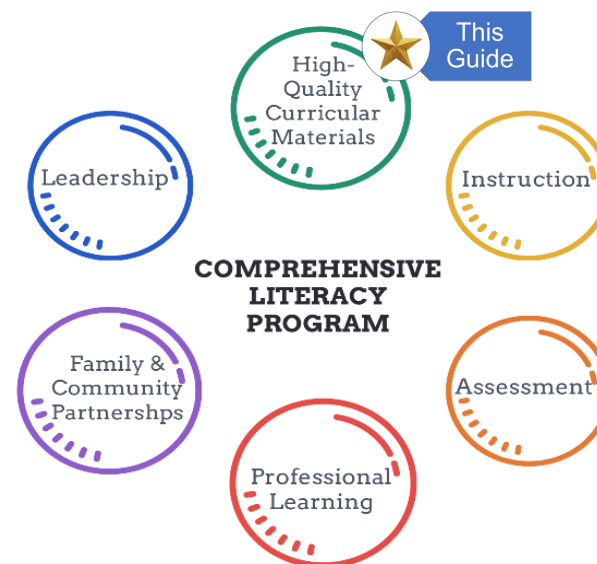 This
Guide
High-
Quality
Curricular
Materials
Leadership
Instruction
COMPREHENSIVE
LITERACY
PROGRAM
Family &
Community
Partnershps
Assessment
Professional
Learning